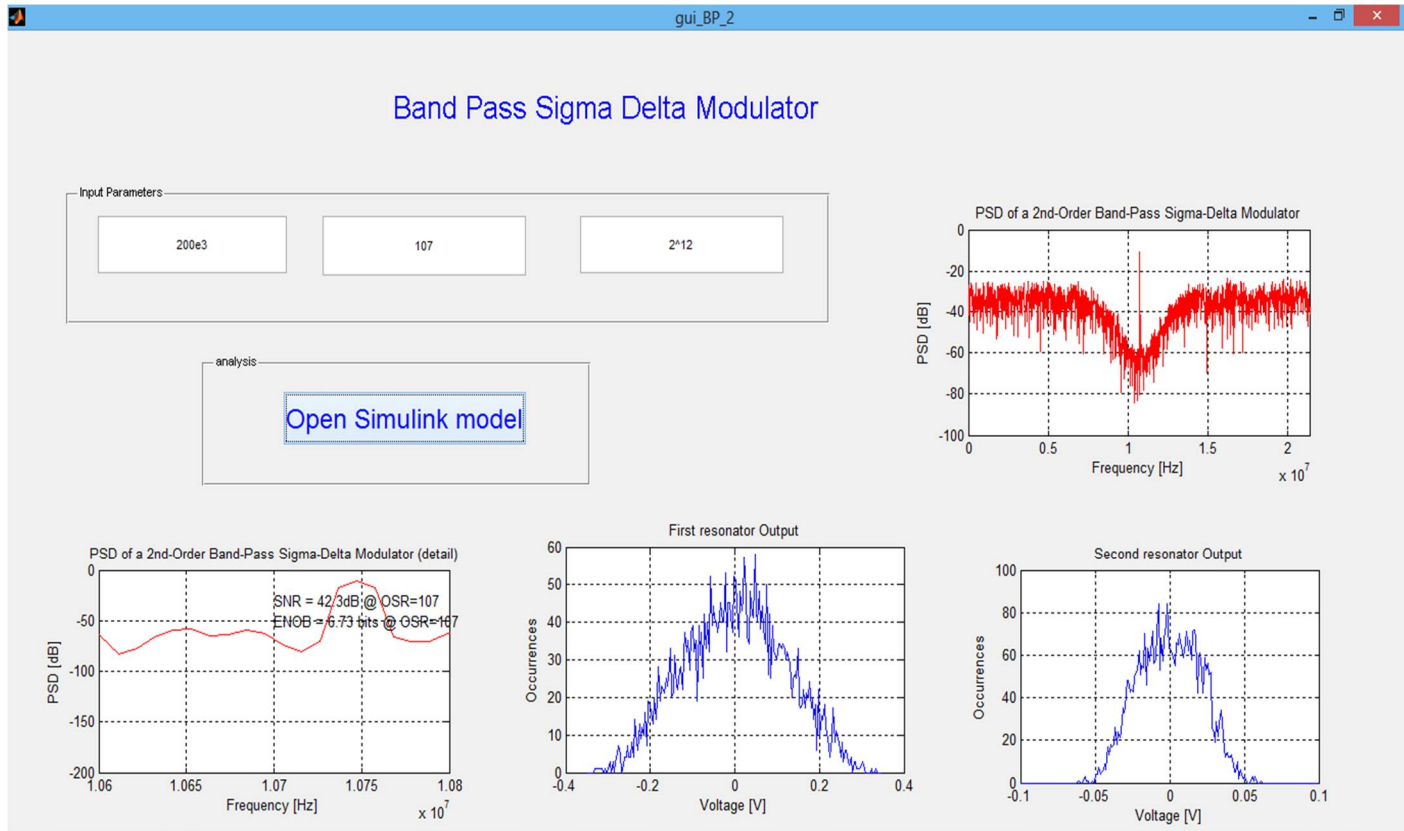 gui_BP_2
Band Pass Sigma Delta Modulator
Input Parameters
200e3
107
2^12
analysis
Open Simulink model
PSD of a 2nd-Order Band-Pass Sigma-Delta Modulator
0
-20
-40
-60
-80
-100
PSD [dB]
0 0.5 1 1.5 2
Frequency [Hz]
x 10^7
PSD of a 2nd-Order Band-Pass Sigma-Delta Modulator (detail)
0
-50
-100
-150
-200
PSD [dB]
SNR = 42.3dB @ OSR=107
ENOB = 6.73 bits @ OSR=107
1.06 1.065 1.07 1.075 1.08
Frequency [Hz]
x 10^7
First resonator Output
60
50
40
30
20
10
0
Occurrences
-0.4 -0.2 0 0.2 0.4
Voltage [V]
Second resonator Output
100
80
60
40
20
0
Occurrences
-0.1 -0.05 0 0.05 0.1
Voltage [V]